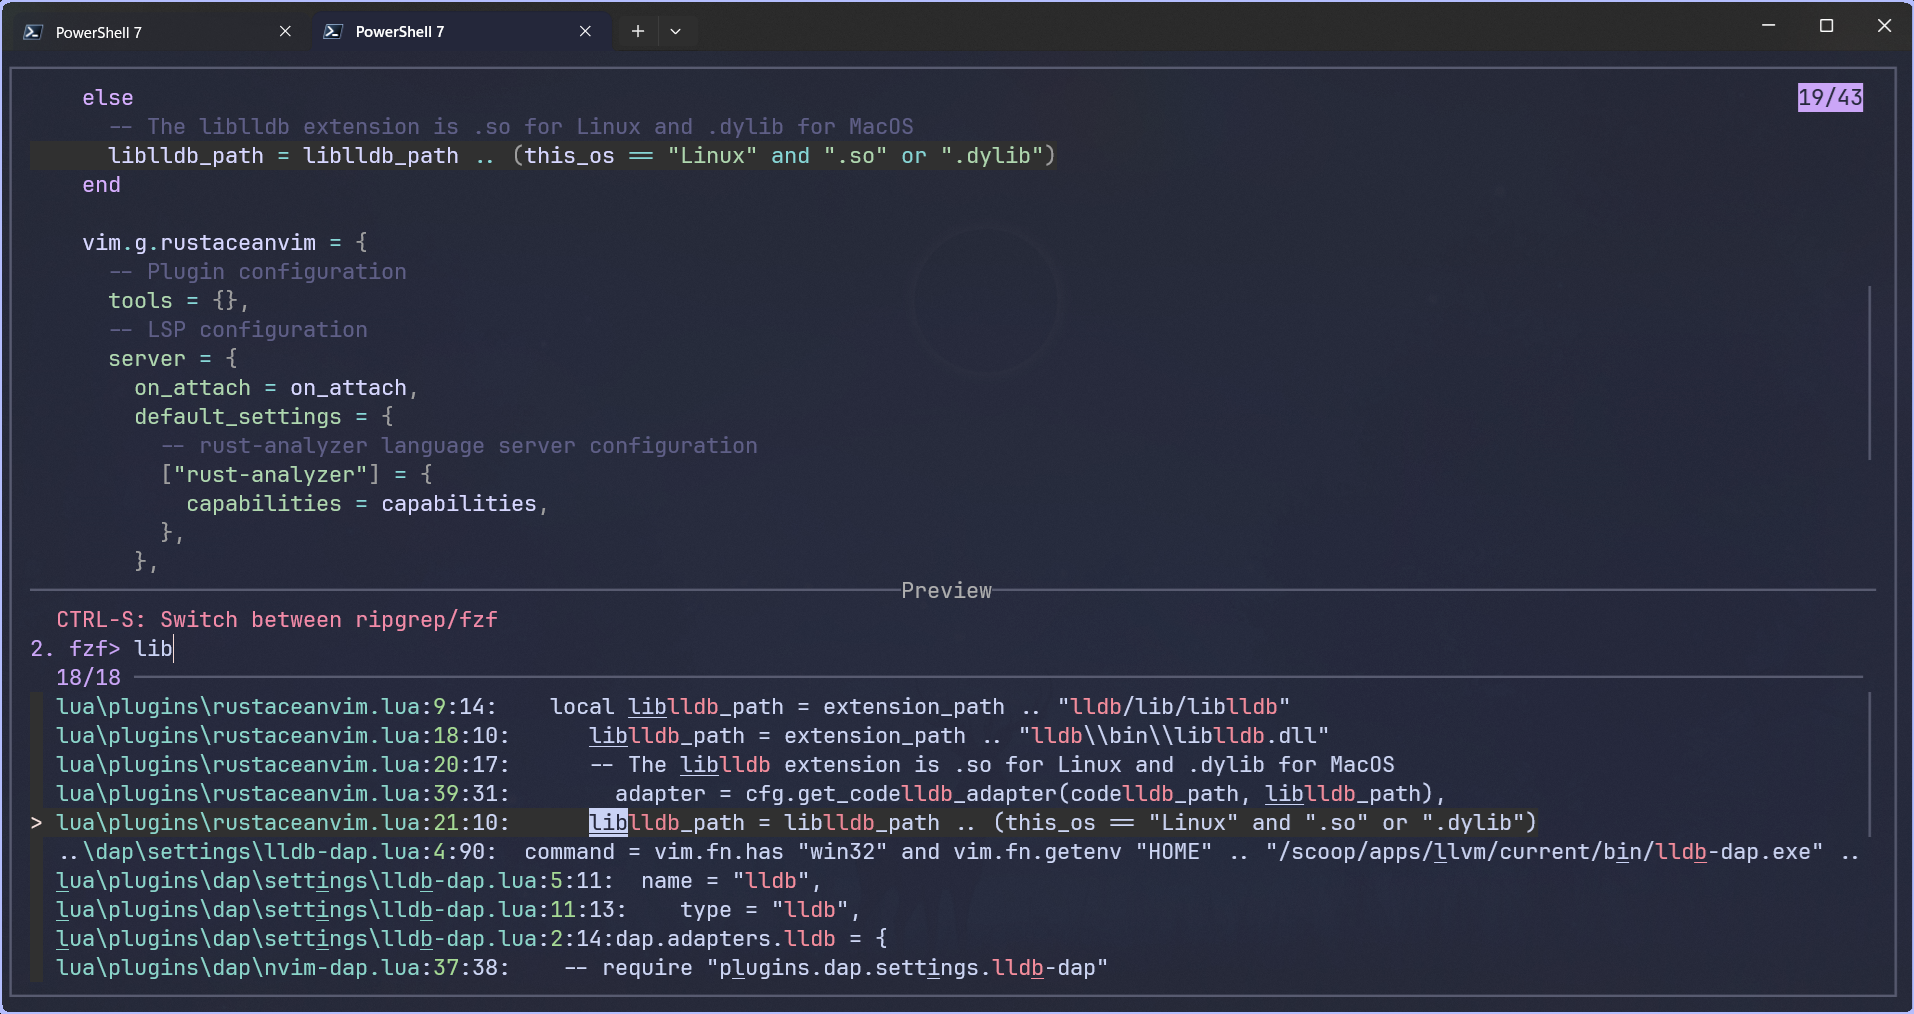 PowerShell 7
PowerShell 7
else 19/43
-- The liblldb extension is .so for Linux and .dylib for MacOS
liblldb_path = liblldb_path .. (this_os == "Linux" and ".so" or ".dylib")
end
vim.g.rustaceanvim = {
-- Plugin configuration
tools = {},
-- LSP configuration
server = {
on_attach = on_attach,
default_settings = {
-- rust-analyzer language server configuration
["rust-analyzer"] = {
capabilities = capabilities,
},
},
Preview
CTRL-S: Switch between ripgrep/fzf
2. fzf> lib
18/18
lua\plugins\rustaceanvim.lua:9:14:    local liblldb_path = extension_path .. "lldb/lib/liblldb"
lua\plugins\rustaceanvim.lua:18:10:      liblldb_path = extension_path .. "lldb\\bin\\liblldb.dll"
lua\plugins\rustaceanvim.lua:20:17:      -- The liblldb extension is .so for Linux and .dylib for MacOS
lua\plugins\rustaceanvim.lua:39:31:        adapter = cfg.get_codelldb_adapter(codelldb_path, liblldb_path),
> lua\plugins\rustaceanvim.lua:21:10:      liblldb_path = liblldb_path .. (this_os == "Linux" and ".so" or ".dylib")
..\dap\settings\lldb-dap.lua:4:90:  command = vim.fn.has "win32" and vim.fn.getenv "HOME" .. "/scoop/apps/llvm/current/bin/lldb-dap.exe" ..
lua\plugins\dap\settings\lldb-dap.lua:5:11:  name = "lldb",
lua\plugins\dap\settings\lldb-dap.lua:11:13:    type = "lldb",
lua\plugins\dap\settings\lldb-dap.lua:2:14:dap.adapters.lldb = {
lua\plugins\dap\nvim-dap.lua:37:38:    -- require "plugins.dap.settings.lldb-dap"